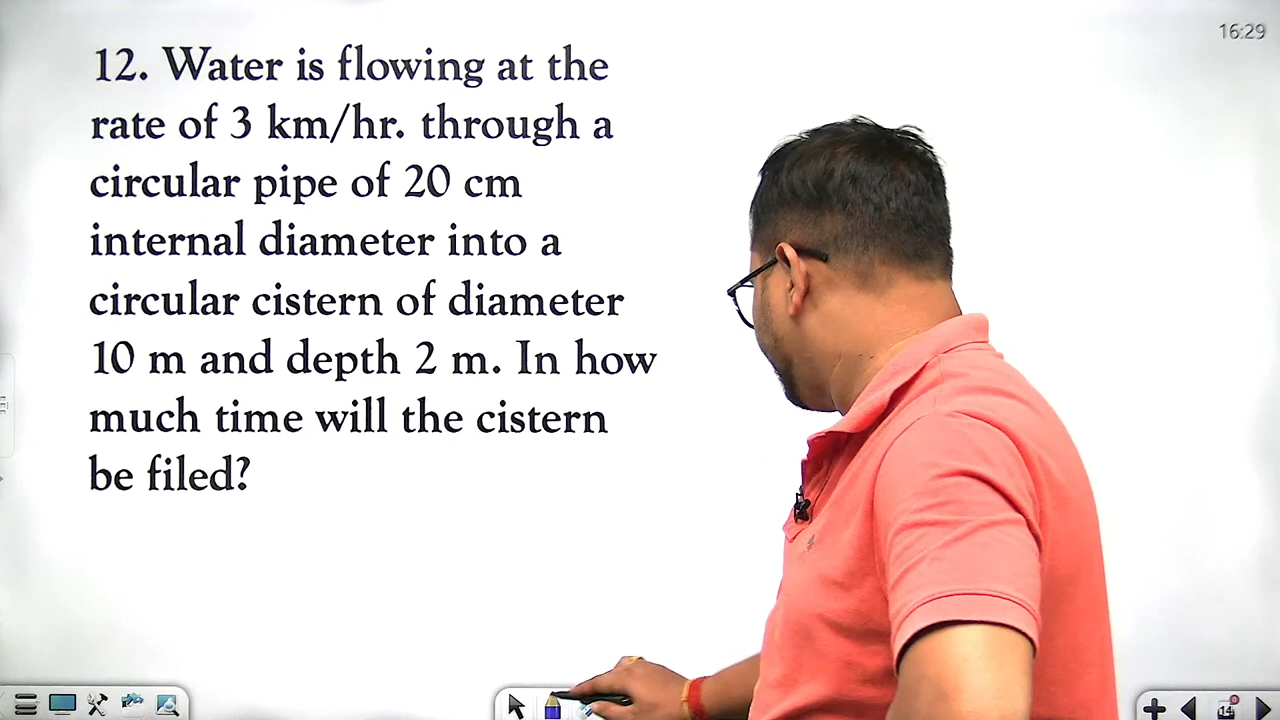 16:29
12. Water is flowing at the
rate of 3 km/hr. through a
circular pipe of 20 cm
internal diameter into a
circular cistern of diameter
10 m and depth 2 m. In how
much time will the cistern
be filed?
14